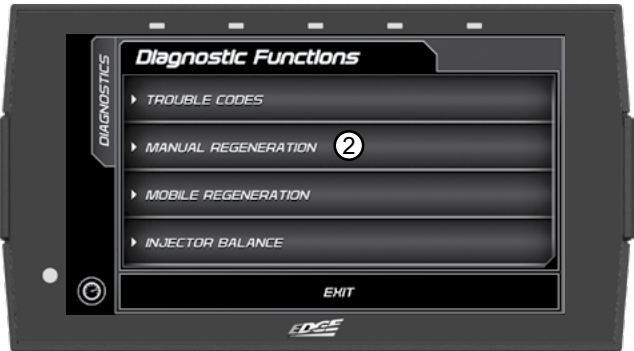 DIAGNOSTICS
Diagnostic Functions
TROUBLE CODES
MANUAL REGENERATION 2
MOBILE REGENERATION
INJECTOR BALANCE
EXIT
EDGE